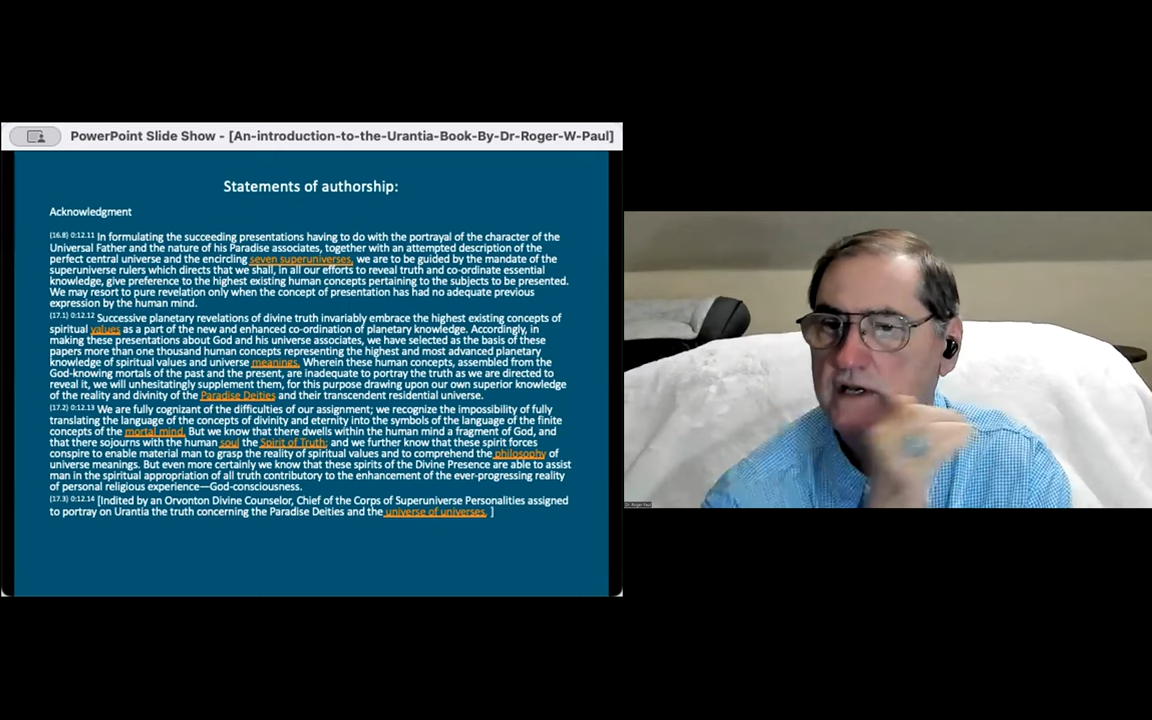 PowerPoint Slide Show - [An-introduction-to-the-Urantia-Book-By-Dr-Roger-W-Paul]
Statements of authorship:
Acknowledgment
(16.8) 0:12.11 In formulating the succeeding presentations having to do with the portrayal of the character of the
Universal Father and the nature of his Paradise associates, together with an attempted description of the
perfect central universe and the encircling seven superuniverses, we are to be guided by the mandate of the
superuniverse rulers which directs that we shall, in all our efforts to reveal truth and co-ordinate essential
knowledge, give preference to the highest existing human concepts pertaining to the subjects to be presented.
We may resort to pure revelation only when the concept of presentation has had no adequate previous
expression by the human mind.
(17.1) 0:12.12 Successive planetary revelations of divine truth invariably embrace the highest existing concepts of
spiritual values as a part of the new and enhanced co-ordination of planetary knowledge. Accordingly, in
making these presentations about God and his universe associates, we have selected as the basis of these
papers more than one thousand human concepts representing the highest and most advanced planetary
knowledge of spiritual values and universe meanings. Wherein these human concepts, assembled from the
God-knowing mortals of the past and the present, are inadequate to portray the truth as we are directed to
reveal it, we will unhesitatingly supplement them, for this purpose drawing upon our own superior knowledge
of the reality and divinity of the Paradise Deities and their transcendent residential universe.
(17.2) 0:12.13 We are fully cognizant of the difficulties of our assignment; we recognize the impossibility of fully
translating the language of the concepts of divinity and eternity into the symbols of the language of the finite
concepts of the mortal mind. But we know that there dwells within the human mind a fragment of God, and
that there sojourns with the human soul the Spirit of Truth; and we further know that these spirit forces
conspire to enable material man to grasp the reality of spiritual values and to comprehend the philosophy of
universe meanings. But even more certainly we know that these spirits of the Divine Presence are able to assist
man in the spiritual appropriation of all truth contributory to the enhancement of the ever-progressing reality
of personal religious experience—God-consciousness.
(17.3) 0:12.14 [Indited by an Orvonton Divine Counselor, Chief of the Corps of Superuniverse Personalities assigned
to portray on Urantia the truth concerning the Paradise Deities and the universe of universes. ]
Dr. Roger Paul